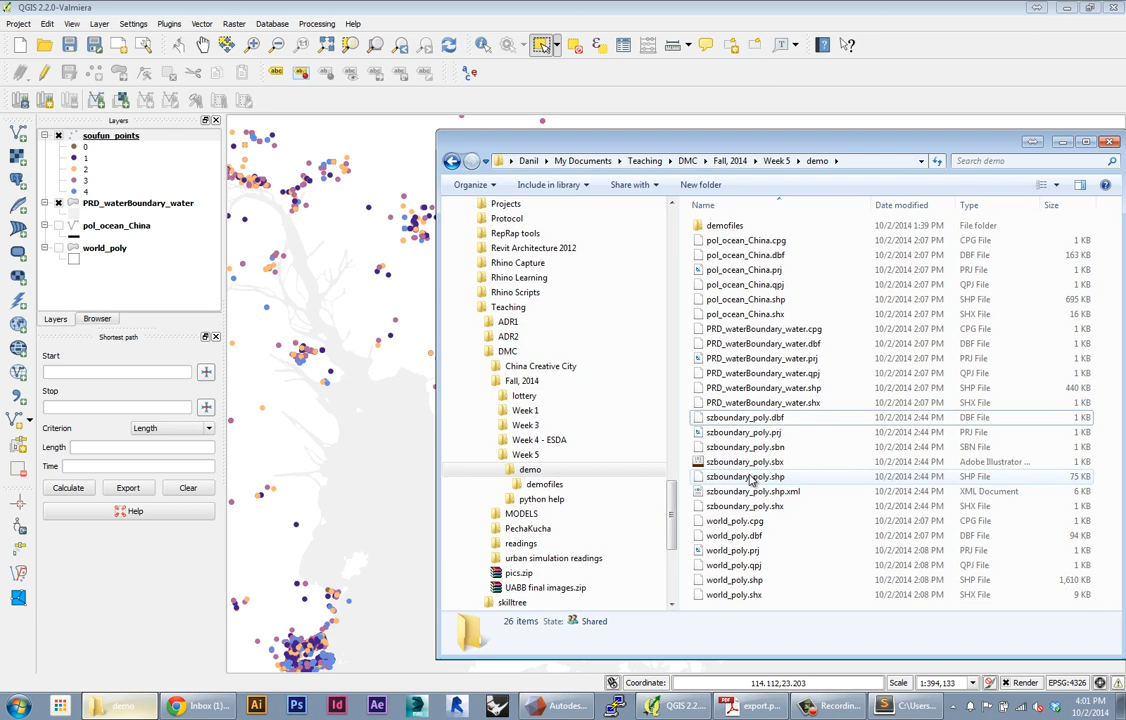 QGIS 2.2.0-Valmiera
Project Edit View Layer Settings Plugins Vector Raster Database Processing Help
Layers
soufun_points
0
1
2
3
4
PRD_waterBoundary_water
pol_ocean_China
world_poly
Layers Browser
Shortest path
Start
Stop
Criterion Length
Length
Time
Calculate Export Clear
Help
Danil My Documents Teaching DMC Fall, 2014 Week 5 demo Search demo
Organize Include in library Share with New folder
Projects
Protocol
RepRap tools
Revit Architecture 2012
Rhino Capture
Rhino Learning
Rhino Scripts
Teaching
ADR1
ADR2
DMC
China Creative City
Fall, 2014
lottery
Week 1
Week 3
Week 4 - ESDA
Week 5
demo
demofiles
python help
MODELS
PechaKucha
readings
urban simulation readings
pics.zip
UABB final images.zip
skilltree
Name Date modified Type Size
demofiles 10/2/2014 1:39 PM File folder
pol_ocean_China.cpg 10/2/2014 2:07 PM CPG File 1 KB
pol_ocean_China.dbf 10/2/2014 2:07 PM DBF File 163 KB
pol_ocean_China.prj 10/2/2014 2:07 PM PRJ File 1 KB
pol_ocean_China.qpj 10/2/2014 2:07 PM QPJ File 1 KB
pol_ocean_China.shp 10/2/2014 2:07 PM SHP File 695 KB
pol_ocean_China.shx 10/2/2014 2:07 PM SHX File 16 KB
PRD_waterBoundary_water.cpg 10/2/2014 2:07 PM CPG File 1 KB
PRD_waterBoundary_water.dbf 10/2/2014 2:07 PM DBF File 1 KB
PRD_waterBoundary_water.prj 10/2/2014 2:07 PM PRJ File 1 KB
PRD_waterBoundary_water.qpj 10/2/2014 2:07 PM QPJ File 1 KB
PRD_waterBoundary_water.shp 10/2/2014 2:07 PM SHP File 440 KB
PRD_waterBoundary_water.shx 10/2/2014 2:07 PM SHX File 1 KB
szboundary_poly.dbf 10/2/2014 2:44 PM DBF File 1 KB
szboundary_poly.prj 10/2/2014 2:44 PM PRJ File 1 KB
szboundary_poly.sbn 10/2/2014 2:44 PM SBN File 1 KB
szboundary_poly.sbx 10/2/2014 2:44 PM Adobe Illustrator ... 1 KB
szboundary_poly.shp 10/2/2014 2:44 PM SHP File 75 KB
szboundary_poly.shp.xml 10/2/2014 2:44 PM XML Document 6 KB
szboundary_poly.shx 10/2/2014 2:44 PM SHX File 1 KB
world_poly.cpg 10/2/2014 2:07 PM CPG File 1 KB
world_poly.dbf 10/2/2014 2:07 PM DBF File 94 KB
world_poly.prj 10/2/2014 2:08 PM PRJ File 1 KB
world_poly.qpj 10/2/2014 2:08 PM QPJ File 1 KB
world_poly.shp 10/2/2014 2:08 PM SHP File 1,610 KB
world_poly.shx 10/2/2014 2:08 PM SHX File 9 KB
26 items State: Shared
Coordinate: 114.112,23.203 Scale 1:394,133 Render EPSG:4326
demo Inbox (... Ai Ps Id Ae Autodes... QGIS 2.2.... export.p... Recordin... C:\Users... 4:01 PM
10/2/2014